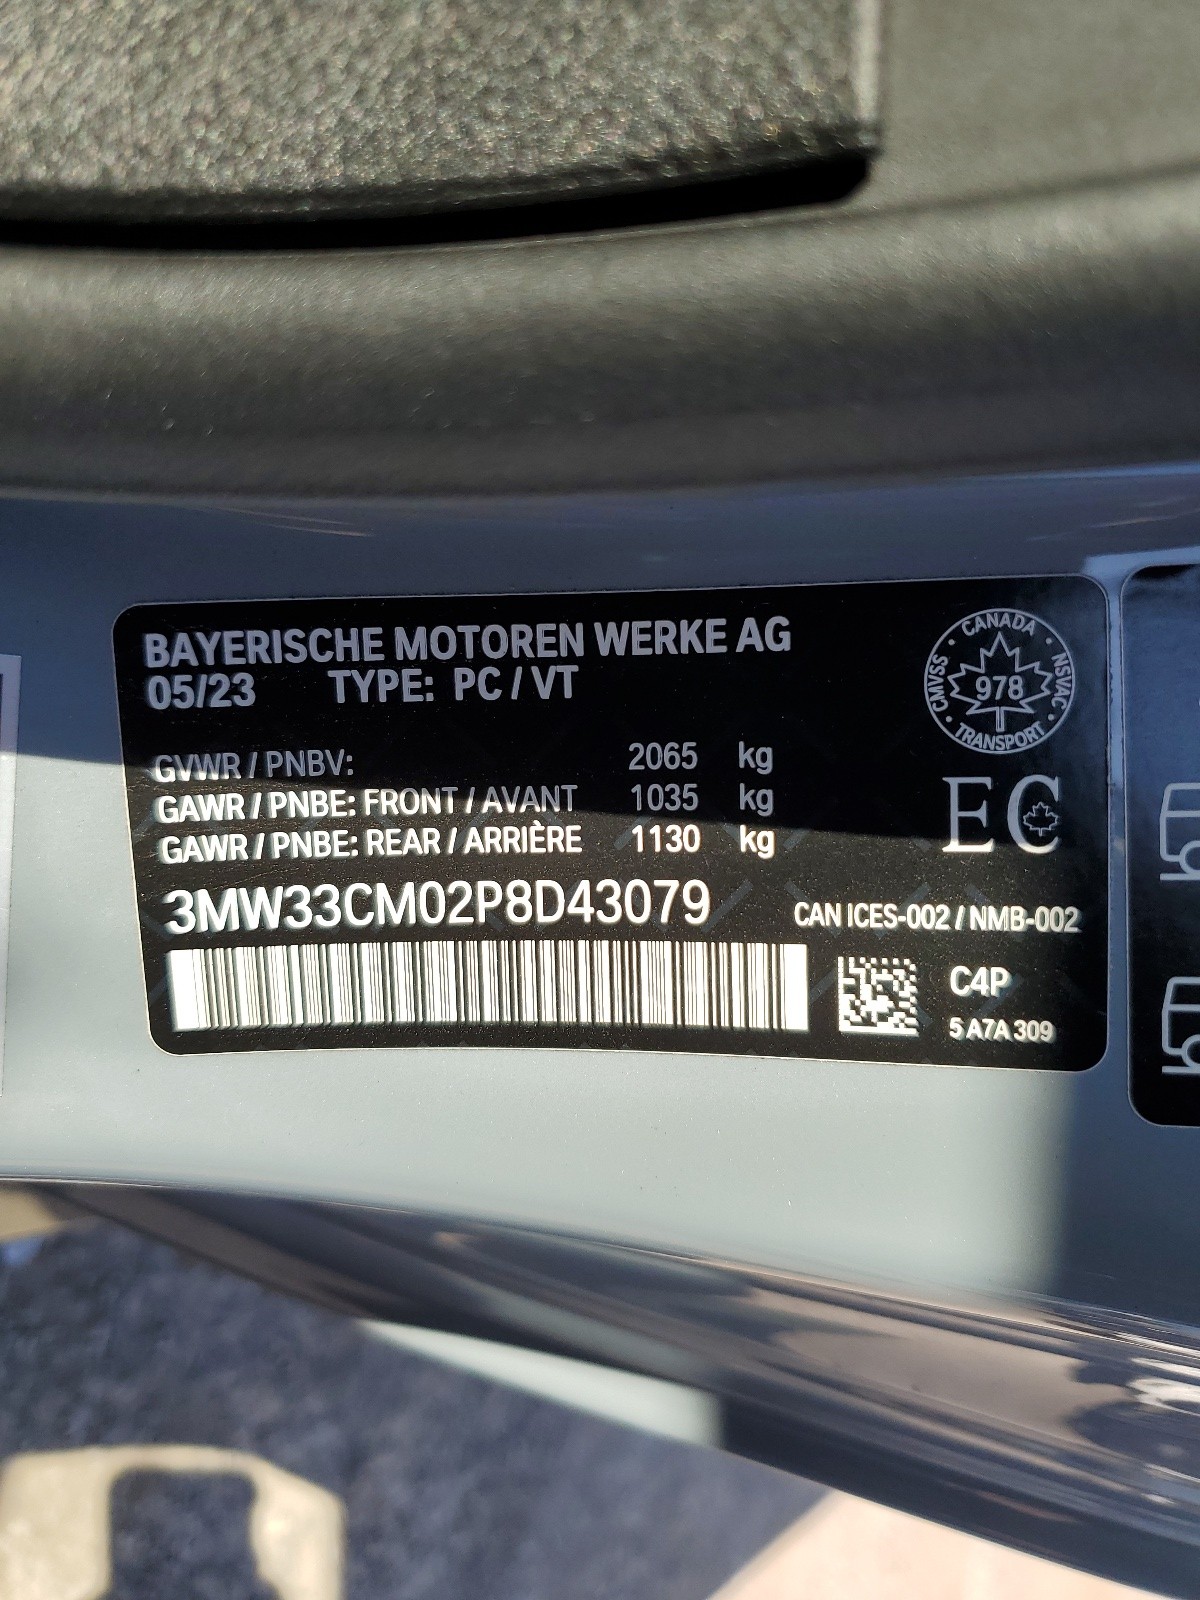 BAYERISCHE MOTOREN WERKE AG
05/23 TYPE: PC / VT
GVWR / PNBV: 2065 kg
GAWR / PNBE: FRONT / AVANT 1035 kg
GAWR / PNBE: REAR / ARRIÈRE 1130 kg
3MW33CM02P8D43079
CANADA
CMVSS 978 NSVAC
TRANSPORT
EC
CAN ICES-002 / NMB-002
C4P
5 A7A 309